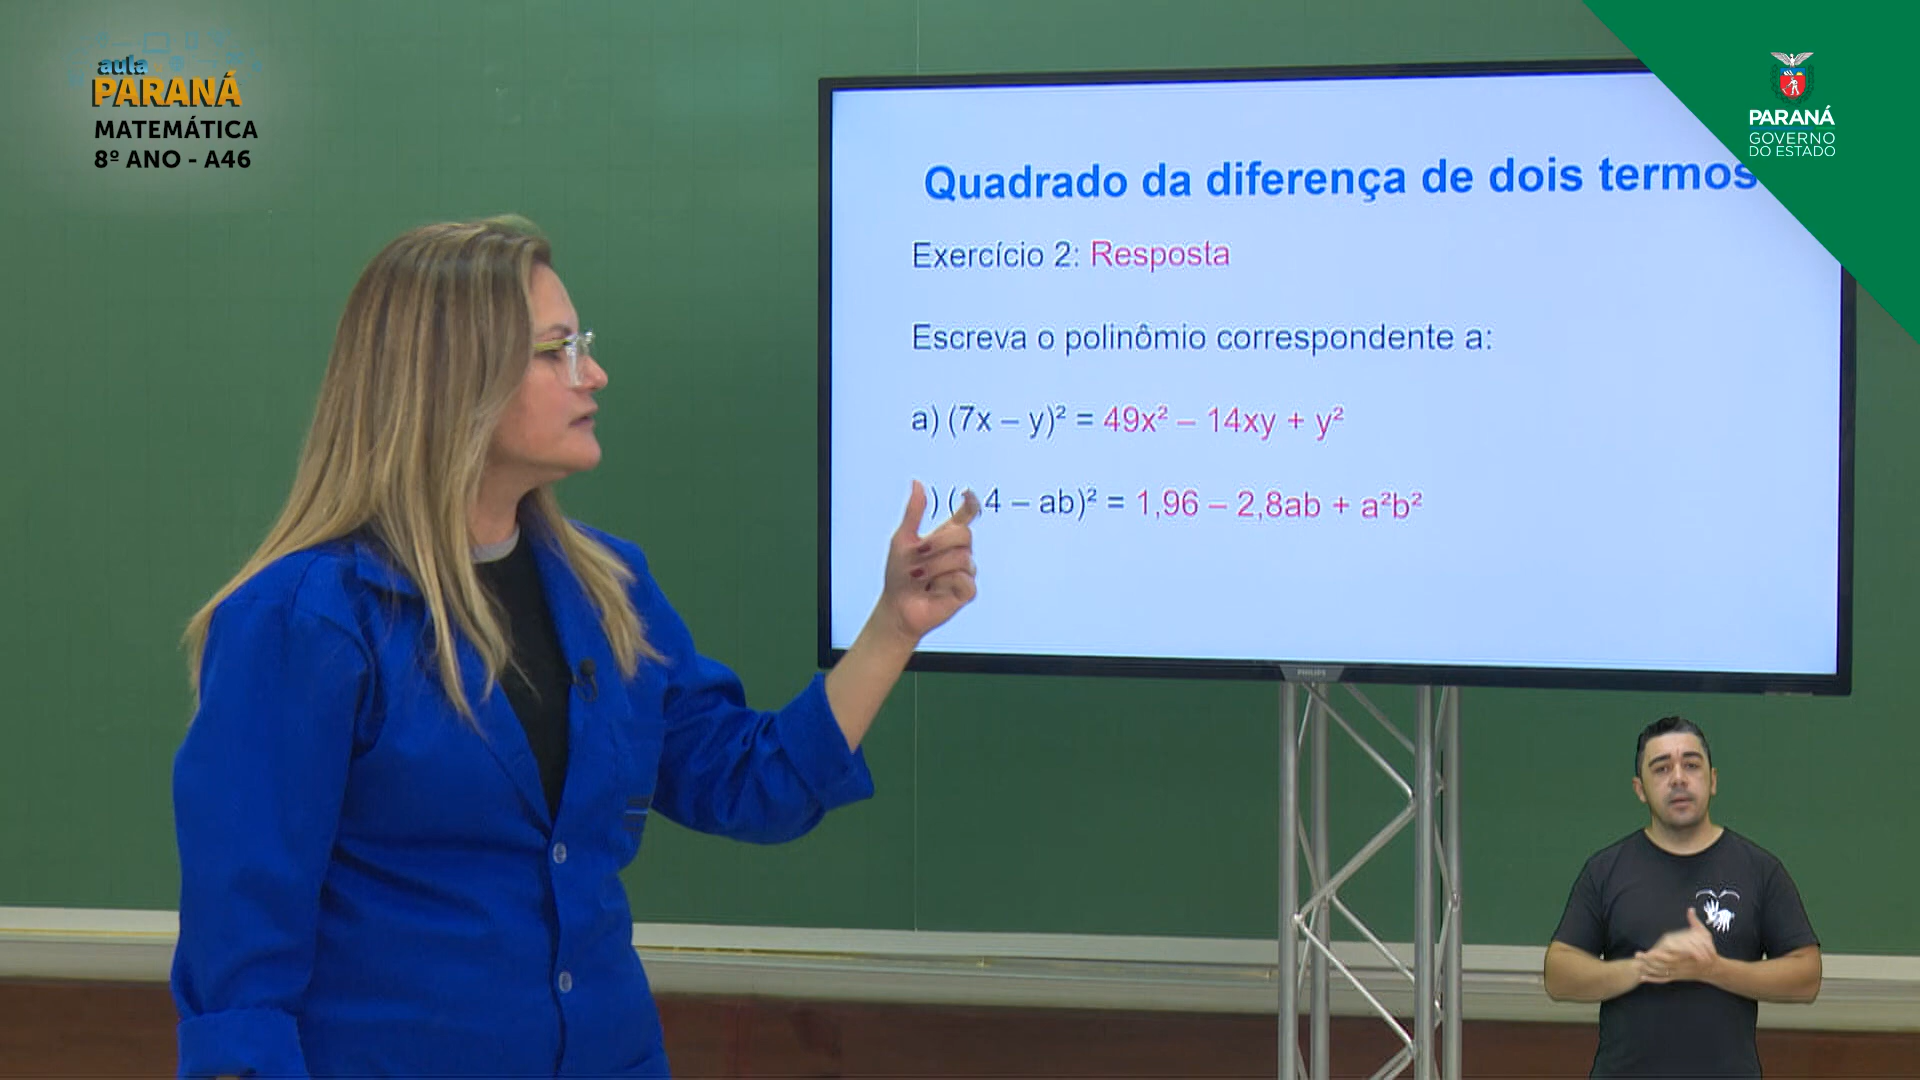 aula
PARANÁ
MATEMÁTICA
8º ANO - A46
PARANÁ
GOVERNO
DO ESTADO
Quadrado da diferença de dois termos
Exercício 2: Resposta
Escreva o polinômio correspondente a:
a) (7x – y)² = 49x² – 14xy + y²
) ( ,4 – ab)² = 1,96 – 2,8ab + a²b²
PHILIPS